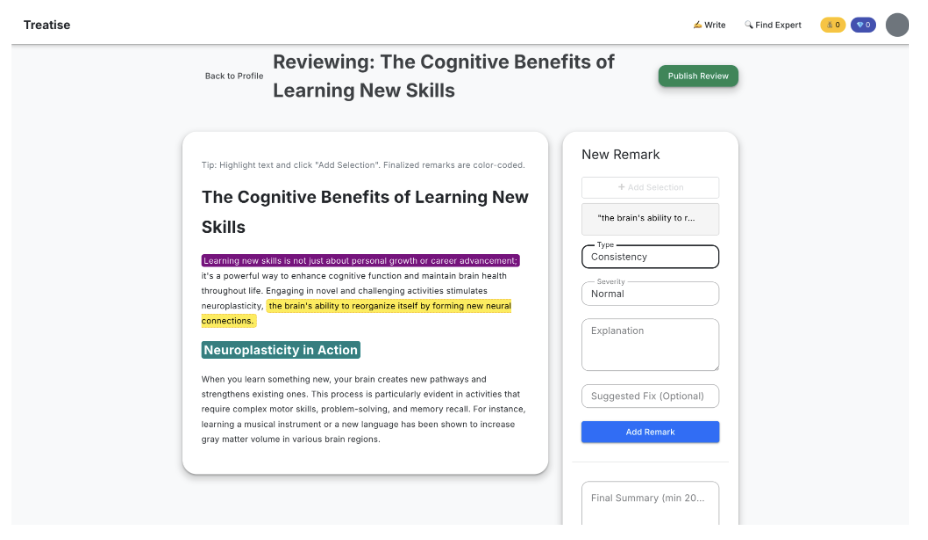 Treatise
✍️ Write
🔍 Find Expert
0
💎 0
Back to Profile
Reviewing: The Cognitive Benefits of
Learning New Skills
Publish Review
Tip: Highlight text and click "Add Selection". Finalized remarks are color-coded.
The Cognitive Benefits of Learning New
Skills
Learning new skills is not just about personal growth or career advancement;
it's a powerful way to enhance cognitive function and maintain brain health
throughout life. Engaging in novel and challenging activities stimulates
neuroplasticity, the brain's ability to reorganize itself by forming new neural
connections.
Neuroplasticity in Action
When you learn something new, your brain creates new pathways and
strengthens existing ones. This process is particularly evident in activities that
require complex motor skills, problem-solving, and memory recall. For instance,
learning a musical instrument or a new language has been shown to increase
gray matter volume in various brain regions.
New Remark
+ Add Selection
"the brain's ability to r...
Type
Consistency
Severity
Normal
Explanation
Suggested Fix (Optional)
Add Remark
Final Summary (min 20...